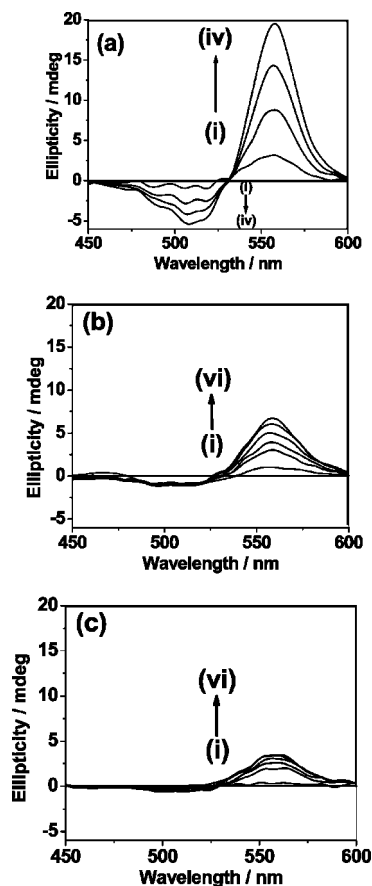 (a)
(iv)
(i)
(i)
(iv)
20
15
10
5
0
-5
Ellipticity / mdeg
450 500 550 600
Wavelength / nm
(b)
(vi)
(i)
20
15
10
5
0
-5
Ellipticity / mdeg
450 500 550 600
Wavelength / nm
(c)
(vi)
(i)
20
15
10
5
0
-5
Ellipticity / mdeg
450 500 550 600
Wavelength / nm